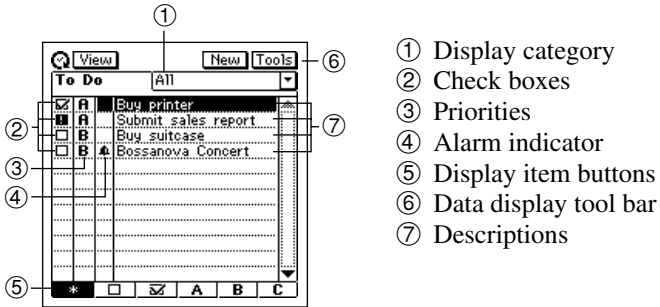 ①
View New Tools
⑥
To Do All
A Buy printer
! A Submit sales report
② ⑦
B Buy suitcase
B Bossanova Concert
③
④
⑤
* A B C
① Display category
② Check boxes
③ Priorities
④ Alarm indicator
⑤ Display item buttons
⑥ Data display tool bar
⑦ Descriptions